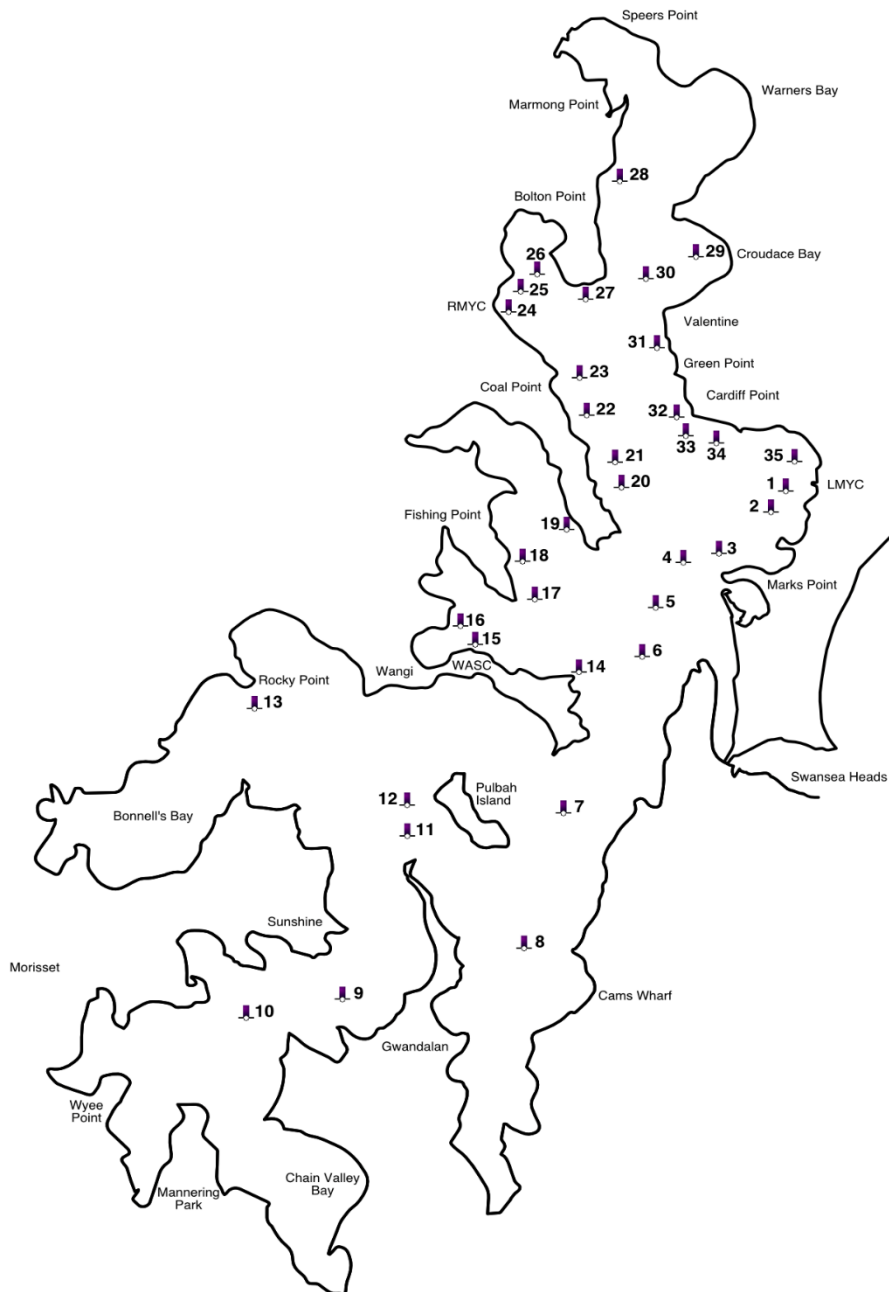 Speers Point
Warners Bay
Marmong Point
28
Bolton Point
29
Croudace Bay
26
30
25
27
RMYC
24
Valentine
31
Green Point
23
Coal Point
Cardiff Point
22
32
33
34
21
35
20
1
LMYC
2
Fishing Point
19
18
4
3
Marks Point
17
5
16
15
6
WASC
14
Wangi
Rocky Point
13
Swansea Heads
Pulbah
Island
12
7
Bonnell's Bay
11
Sunshine
8
Morisset
9
Cams Wharf
10
Gwandalan
Wyee
Point
Chain Valley
Bay
Mannering
Park